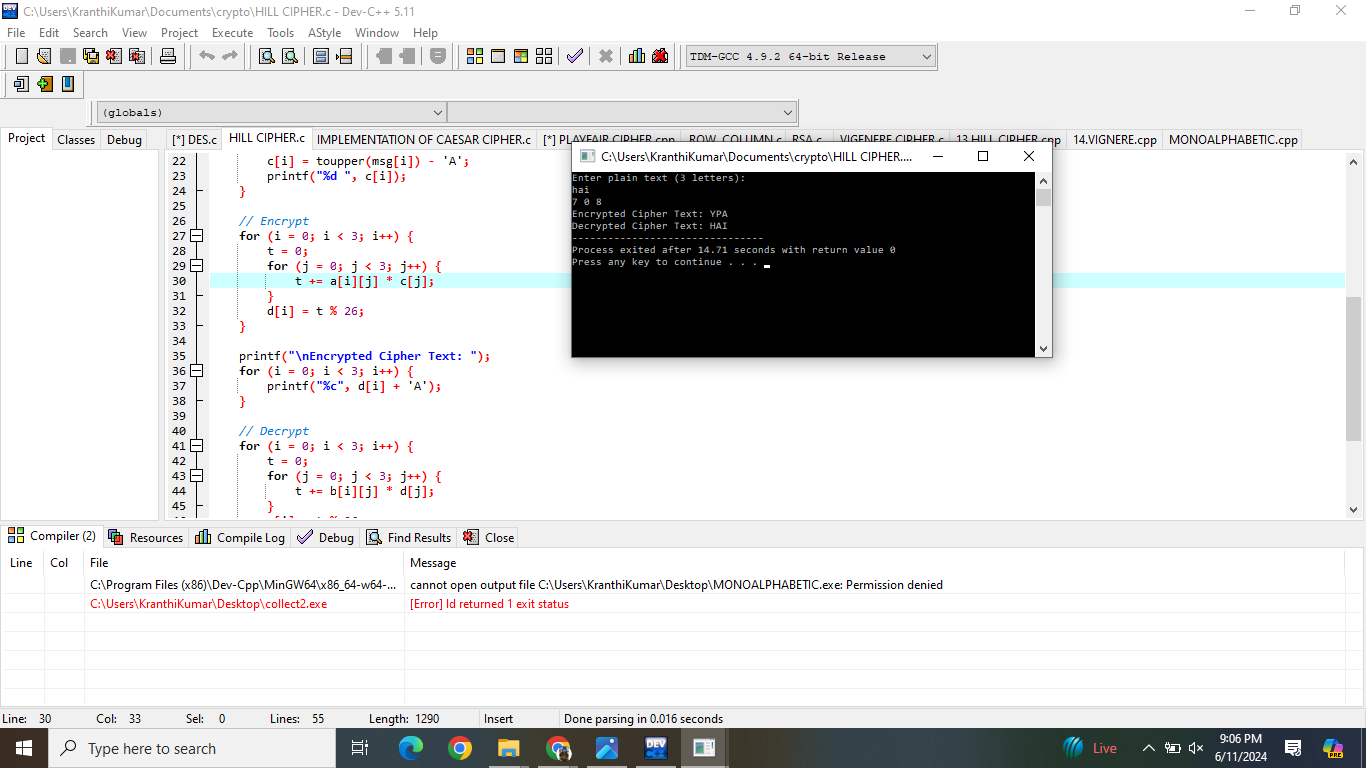 C:\Users\KranthiKumar\Documents\crypto\HILL CIPHER.c - Dev-C++ 5.11
File Edit Search View Project Execute Tools AStyle Window Help
TDM-GCC 4.9.2 64-bit Release
(globals)
Project Classes Debug
[*] DES.c HILL CIPHER.c IMPLEMENTATION OF CAESAR CIPHER.c [*] PLAYFAIR CIPHER.cpp ROW_COLUMN.c RSA.c VIGENERE CIPHER.c 13.HILL CIPHER.cpp 14.VIGNERE.cpp MONOALPHABETIC.cpp
22 c[i] = toupper(msg[i]) - 'A';
23 printf("%d ", c[i]);
24 }
25
26 // Encrypt
27 for (i = 0; i < 3; i++) {
28 t = 0;
29 for (j = 0; j < 3; j++) {
30 t += a[i][j] * c[j];
31 }
32 d[i] = t % 26;
33 }
34
35 printf("\nEncrypted Cipher Text: ");
36 for (i = 0; i < 3; i++) {
37 printf("%c", d[i] + 'A');
38 }
39
40 // Decrypt
41 for (i = 0; i < 3; i++) {
42 t = 0;
43 for (j = 0; j < 3; j++) {
44 t += b[i][j] * d[j];
45 }
C:\Users\KranthiKumar\Documents\crypto\HILL CIPHER....
Enter plain text (3 letters):
hai
7 0 8
Encrypted Cipher Text: YPA
Decrypted Cipher Text: HAI
--------------------------------
Process exited after 14.71 seconds with return value 0
Press any key to continue . . .
Compiler (2) Resources Compile Log Debug Find Results Close
Line Col File Message
C:\Program Files (x86)\Dev-Cpp\MinGW64\x86_64-w64-... cannot open output file C:\Users\KranthiKumar\Desktop\MONOALPHABETIC.exe: Permission denied
C:\Users\KranthiKumar\Desktop\collect2.exe [Error] ld returned 1 exit status
Line: 30 Col: 33 Sel: 0 Lines: 55 Length: 1290 Insert Done parsing in 0.016 seconds
Type here to search
DEV
Live
9:06 PM
6/11/2024
PRE